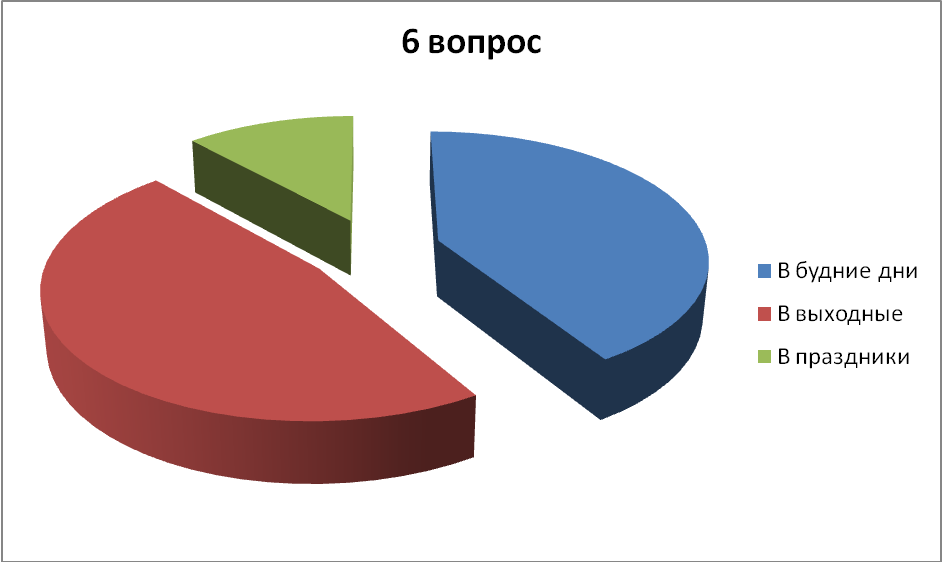 6 вопрос
В будние дни
В выходные
В праздники